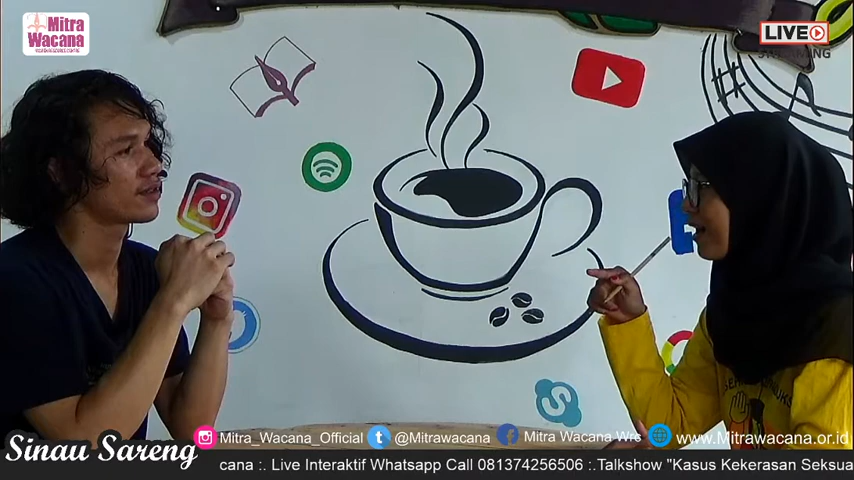 Mitra
Wacana
LIVE
STREAMING
Sinau Sareng
Mitra_Wacana_Official
@Mitrawacana
Mitra Wacana Wrc
www.Mitrawacana.or.id
cana :. Live Interaktif Whatsapp Call 081374256506 :.Talkshow "Kasus Kekerasan Seksua